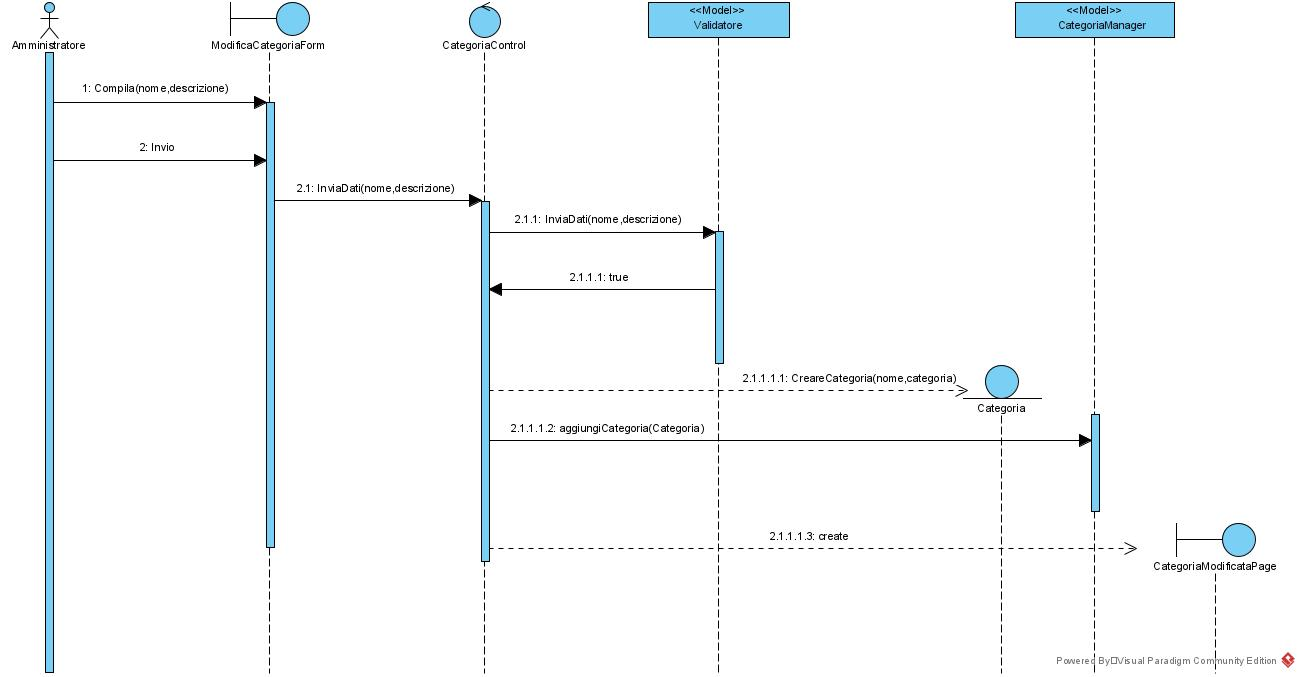 <<Model>>
Validatore
<<Model>>
CategoriaManager
Amministratore
ModificaCategoriaForm
CategoriaControl
1: Compila(nome,descrizione)
2: Invio
2.1: InviaDati(nome,descrizione)
2.1.1: InviaDati(nome,descrizione)
2.1.1.1: true
2.1.1.1.1: CreareCategoria(nome,categoria)
Categoria
2.1.1.1.2: aggiungiCategoria(Categoria)
2.1.1.1.3: create
CategoriaModificataPage
Powered By Visual Paradigm Community Edition